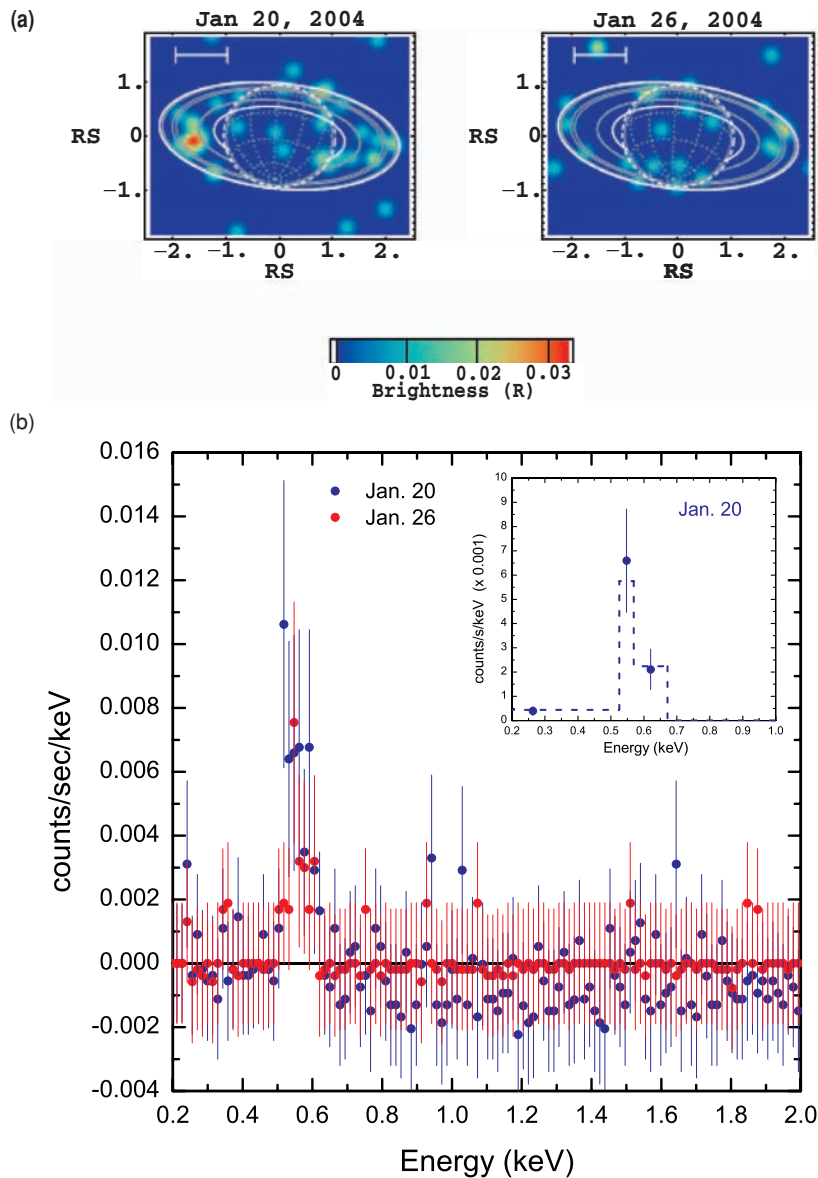 (a)
Jan 20, 2004
Jan 26, 2004
RS
1.
0
−1.
−2. −1. 0 1. 2.
RS
RS
1.
0
−1.
−2. −1. 0 1. 2.
RS
0 0.01 0.02 0.03
Brightness (R)
(b)
counts/sec/keV
0.016
0.014
0.012
0.010
0.008
0.006
0.004
0.002
0.000
-0.002
-0.004
Jan. 20
Jan. 26
counts/s/keV (x 0.001)
10
9
8
7
6
5
4
3
2
1
0
Jan. 20
0.2 0.3 0.4 0.5 0.6 0.7 0.8 0.9 1.0
Energy (keV)
0.2 0.4 0.6 0.8 1.0 1.2 1.4 1.6 1.8 2.0
Energy (keV)